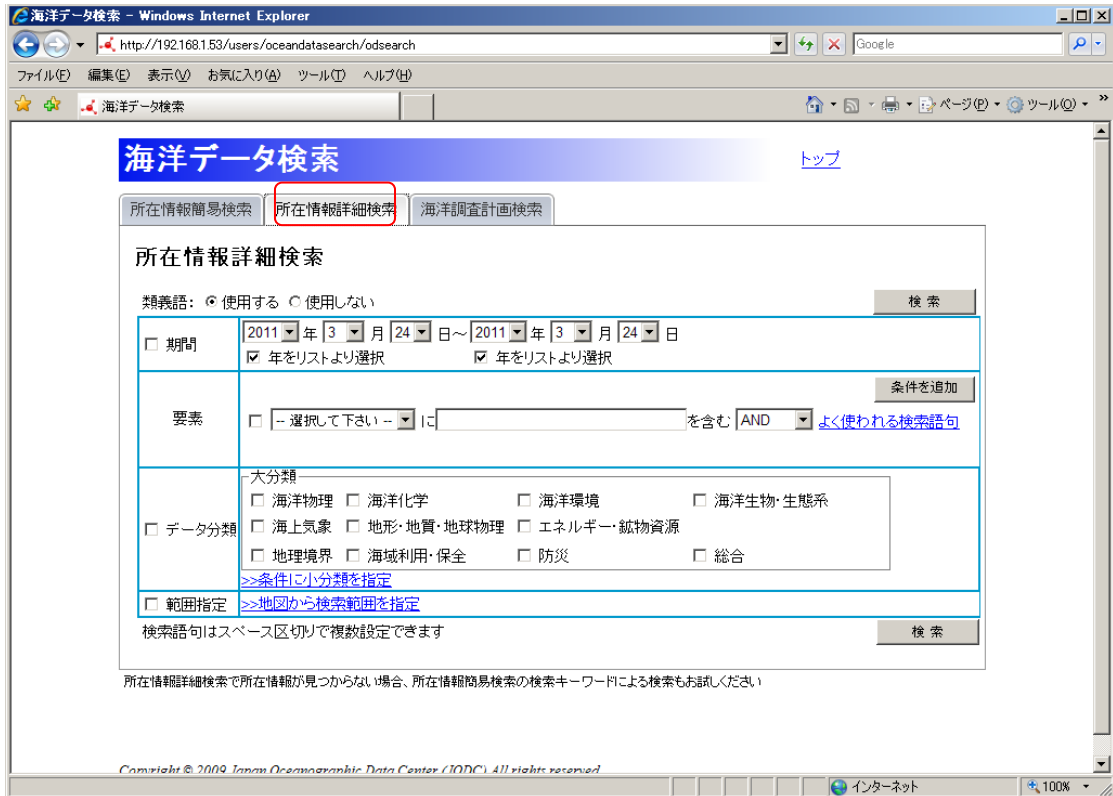 海洋データ検索 - Windows Internet Explorer
http://192.168.1.53/users/oceandatasearch/odsearch
Google
ファイル(F) 編集(E) 表示(V) お気に入り(A) ツール(T) ヘルプ(H)
海洋データ検索
ページ(P) ツール(O)
海洋データ検索
トップ
所在情報簡易検索 所在情報詳細検索 海洋調査計画検索
所在情報詳細検索
類義語: 使用する 使用しない 検 索
期間 2011 年 3 月 24 日～ 2011 年 3 月 24 日
年をリストより選択 年をリストより選択
条件を追加
要素 -- 選択して下さい -- に を含む AND よく使われる検索語句
データ分類 大分類
海洋物理 海洋化学 海洋環境 海洋生物・生態系
海上気象 地形・地質・地球物理 エネルギー・鉱物資源
地理境界 海域利用・保全 防災 総合
>>条件に小分類を指定
範囲指定 >>地図から検索範囲を指定
検索語句はスペース区切りで複数設定できます 検 索
所在情報詳細検索で所在情報が見つからない場合、所在情報簡易検索の検索キーワードによる検索もお試しください
Copyright © 2009 Japan Oceanographic Data Center (JODC) All rights reserved
インターネット 100%